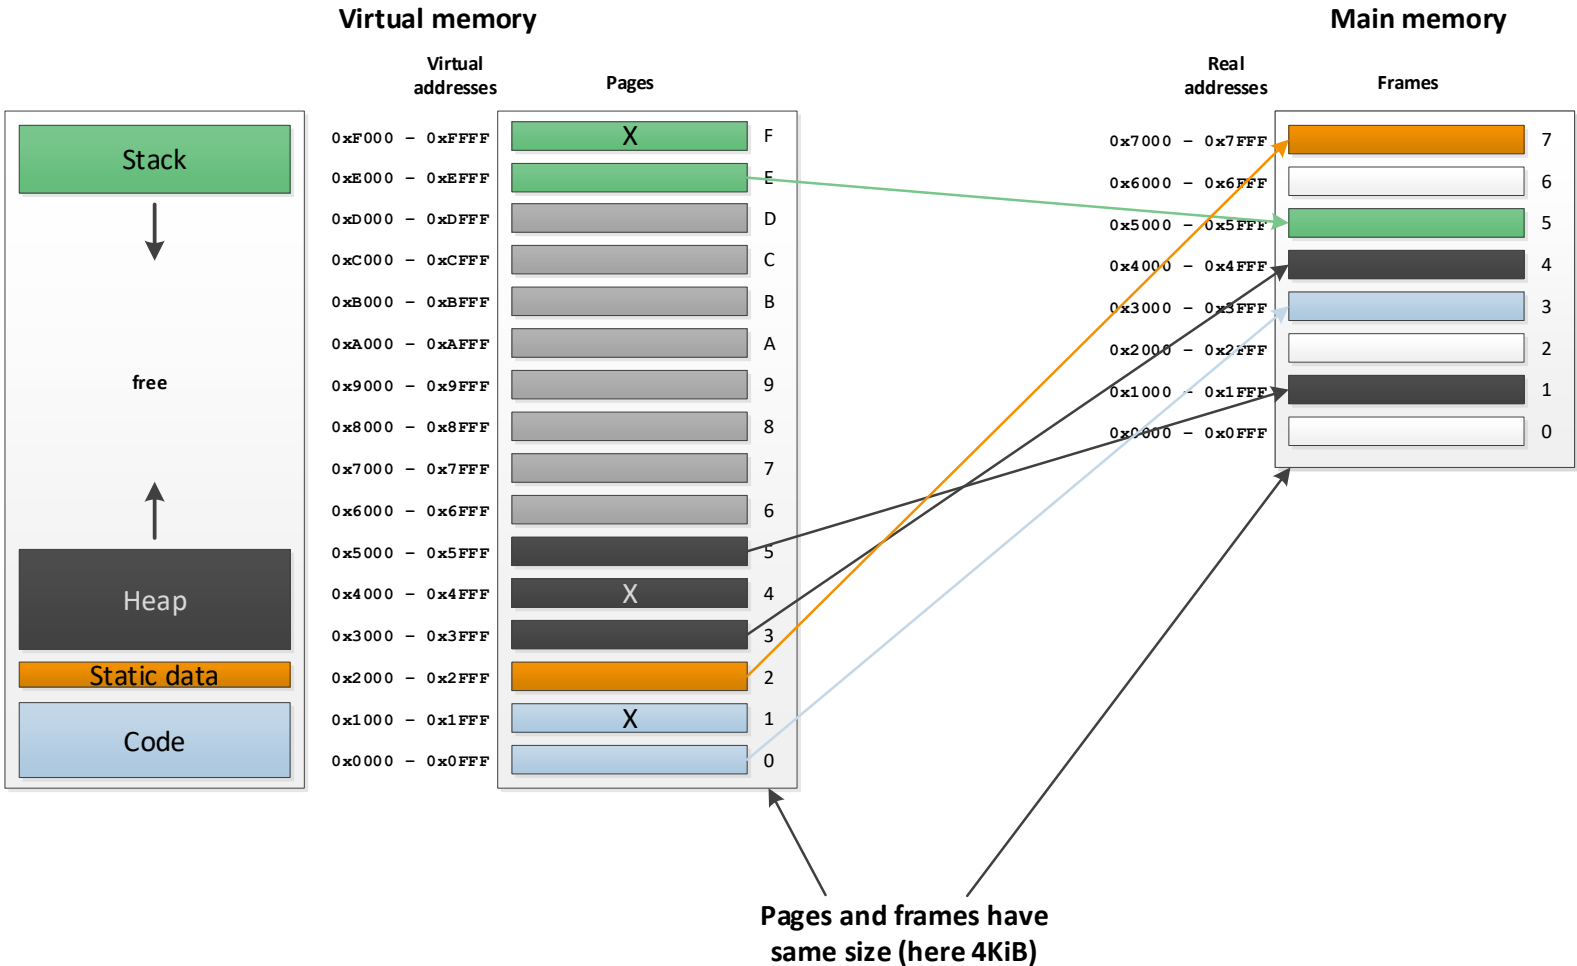 Virtual memory
Main memory
Virtual
addresses
Pages
Real
addresses
Frames
Stack
free
Heap
Static data
Code
0xF000 – 0xFFFF X F
0xE000 – 0xEFFF E
0xD000 – 0xDFFF D
0xC000 – 0xCFFF C
0xB000 – 0xBFFF B
0xA000 – 0xAFFF A
0x9000 – 0x9FFF 9
0x8000 – 0x8FFF 8
0x7000 – 0x7FFF 7
0x6000 – 0x6FFF 6
0x5000 – 0x5FFF 5
0x4000 – 0x4FFF X 4
0x3000 – 0x3FFF 3
0x2000 – 0x2FFF 2
0x1000 – 0x1FFF X 1
0x0000 – 0x0FFF 0
0x7000 – 0x7FFF 7
0x6000 – 0x6FFF 6
0x5000 – 0x5FFF 5
0x4000 – 0x4FFF 4
0x3000 – 0x3FFF 3
0x2000 – 0x2FFF 2
0x1000 – 0x1FFF 1
0x0000 – 0x0FFF 0
Pages and frames have
same size (here 4KiB)